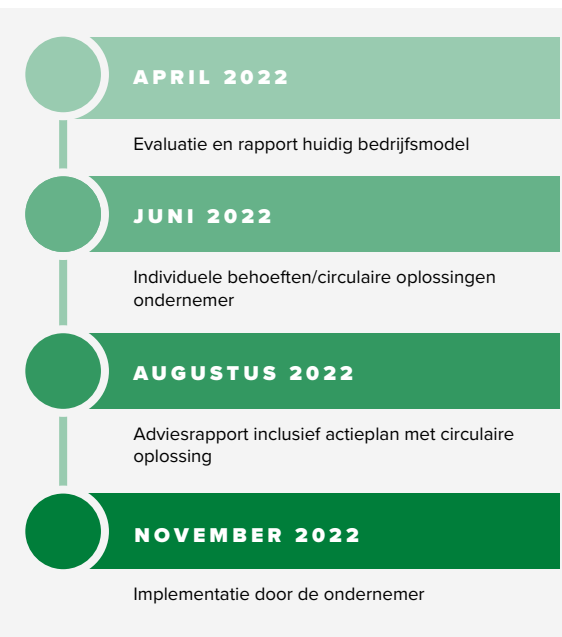 APRIL 2022
Evaluatie en rapport huidig bedrijfsmodel
JUNI 2022
Individuele behoeften/circulaire oplossingen
ondernemer
AUGUSTUS 2022
Adviesrapport inclusief actieplan met circulaire
oplossing
NOVEMBER 2022
Implementatie door de ondernemer